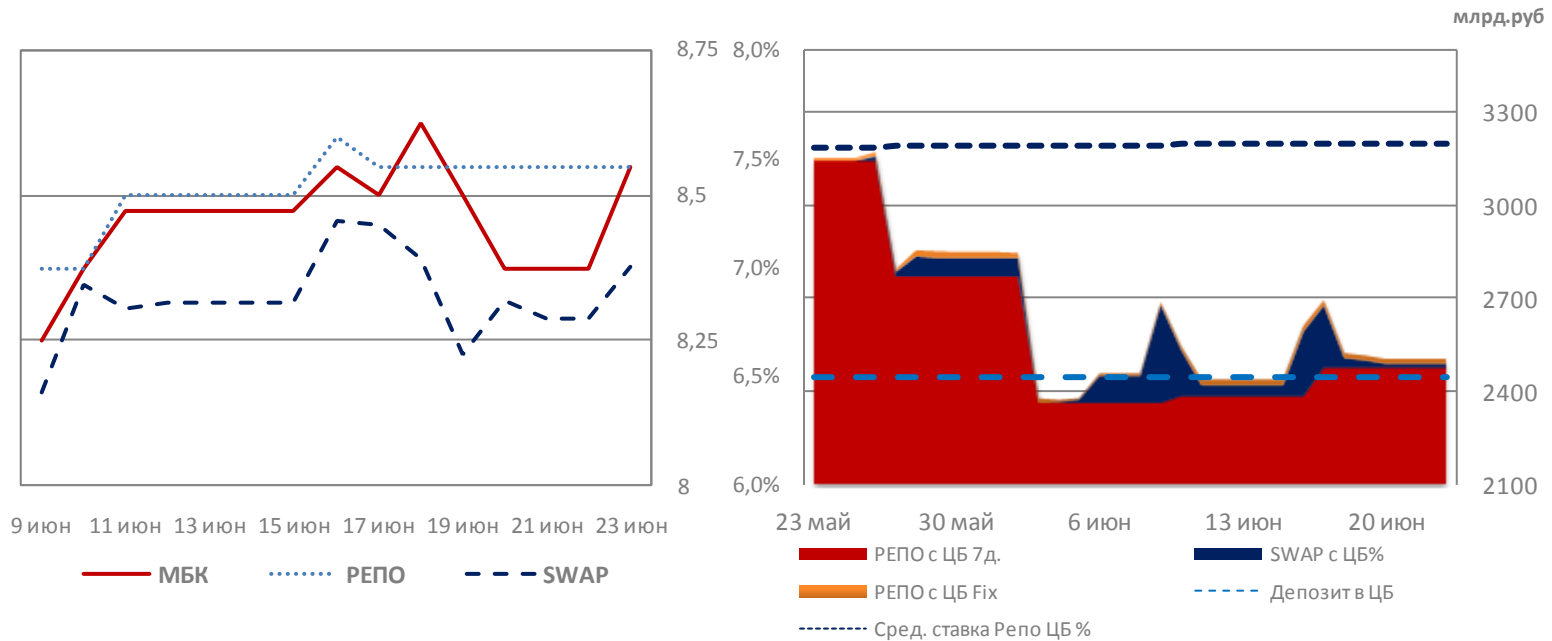 млрд.руб
8,75
8,5
8,25
8
9 июн 11 июн 13 июн 15 июн 17 июн 19 июн 21 июн 23 июн
МБК РЕПО SWAP
8,0%
7,5%
7,0%
6,5%
6,0%
3300
3000
2700
2400
2100
23 май 30 май 6 июн 13 июн 20 июн
РЕПО с ЦБ 7д. SWAP с ЦБ%
РЕПО с ЦБ Fix Депозит в ЦБ
Сред. ставка Репо ЦБ %